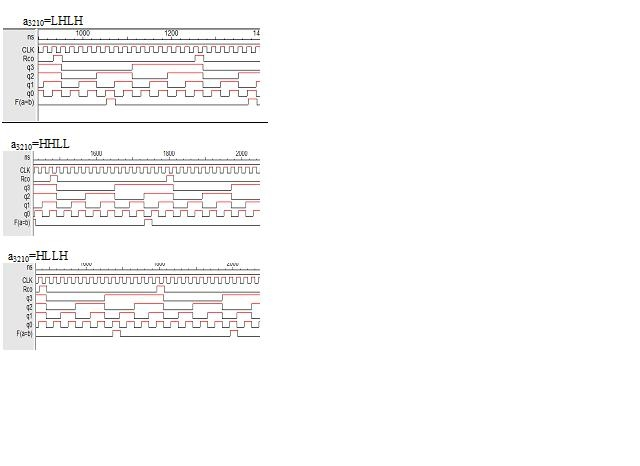 a3210=LHLH
ns 1000 1200 14
CLK
Rco
q3
q2
q1
q0
F(a=b)
a3210=HHLL
ns 1600 1800 2000
CLK
Rco
q3
q2
q1
q0
F(a=b)
a3210=HLLH
ns 2000
CLK
Rco
q3
q2
q1
q0
F(a=b)